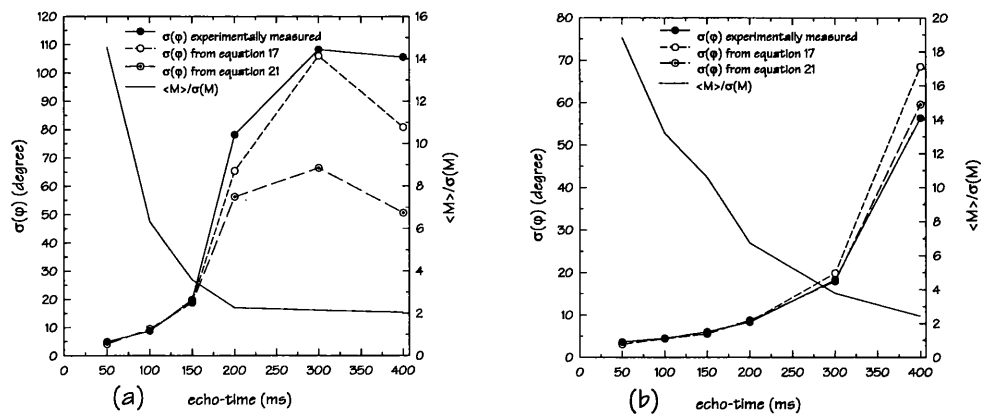 120
110
100
90
80
70
60
50
40
30
20
10
0
σ(φ) (degree)
σ(φ) experimentally measured
σ(φ) from equation 17
σ(φ) from equation 21
<M>/σ(M)
16
14
12
10
8
6
4
2
0
<M>/σ(M)
0 50 100 150 200 250 300 350 400
(a) echo-time (ms)
80
70
60
50
40
30
20
10
0
σ(φ) (degree)
σ(φ) experimentally measured
σ(φ) from equation 17
σ(φ) from equation 21
<M>/σ(M)
20
18
16
14
12
10
8
6
4
2
0
<M>/σ(M)
0 50 100 150 200 250 300 350 400
(b) echo-time (ms)